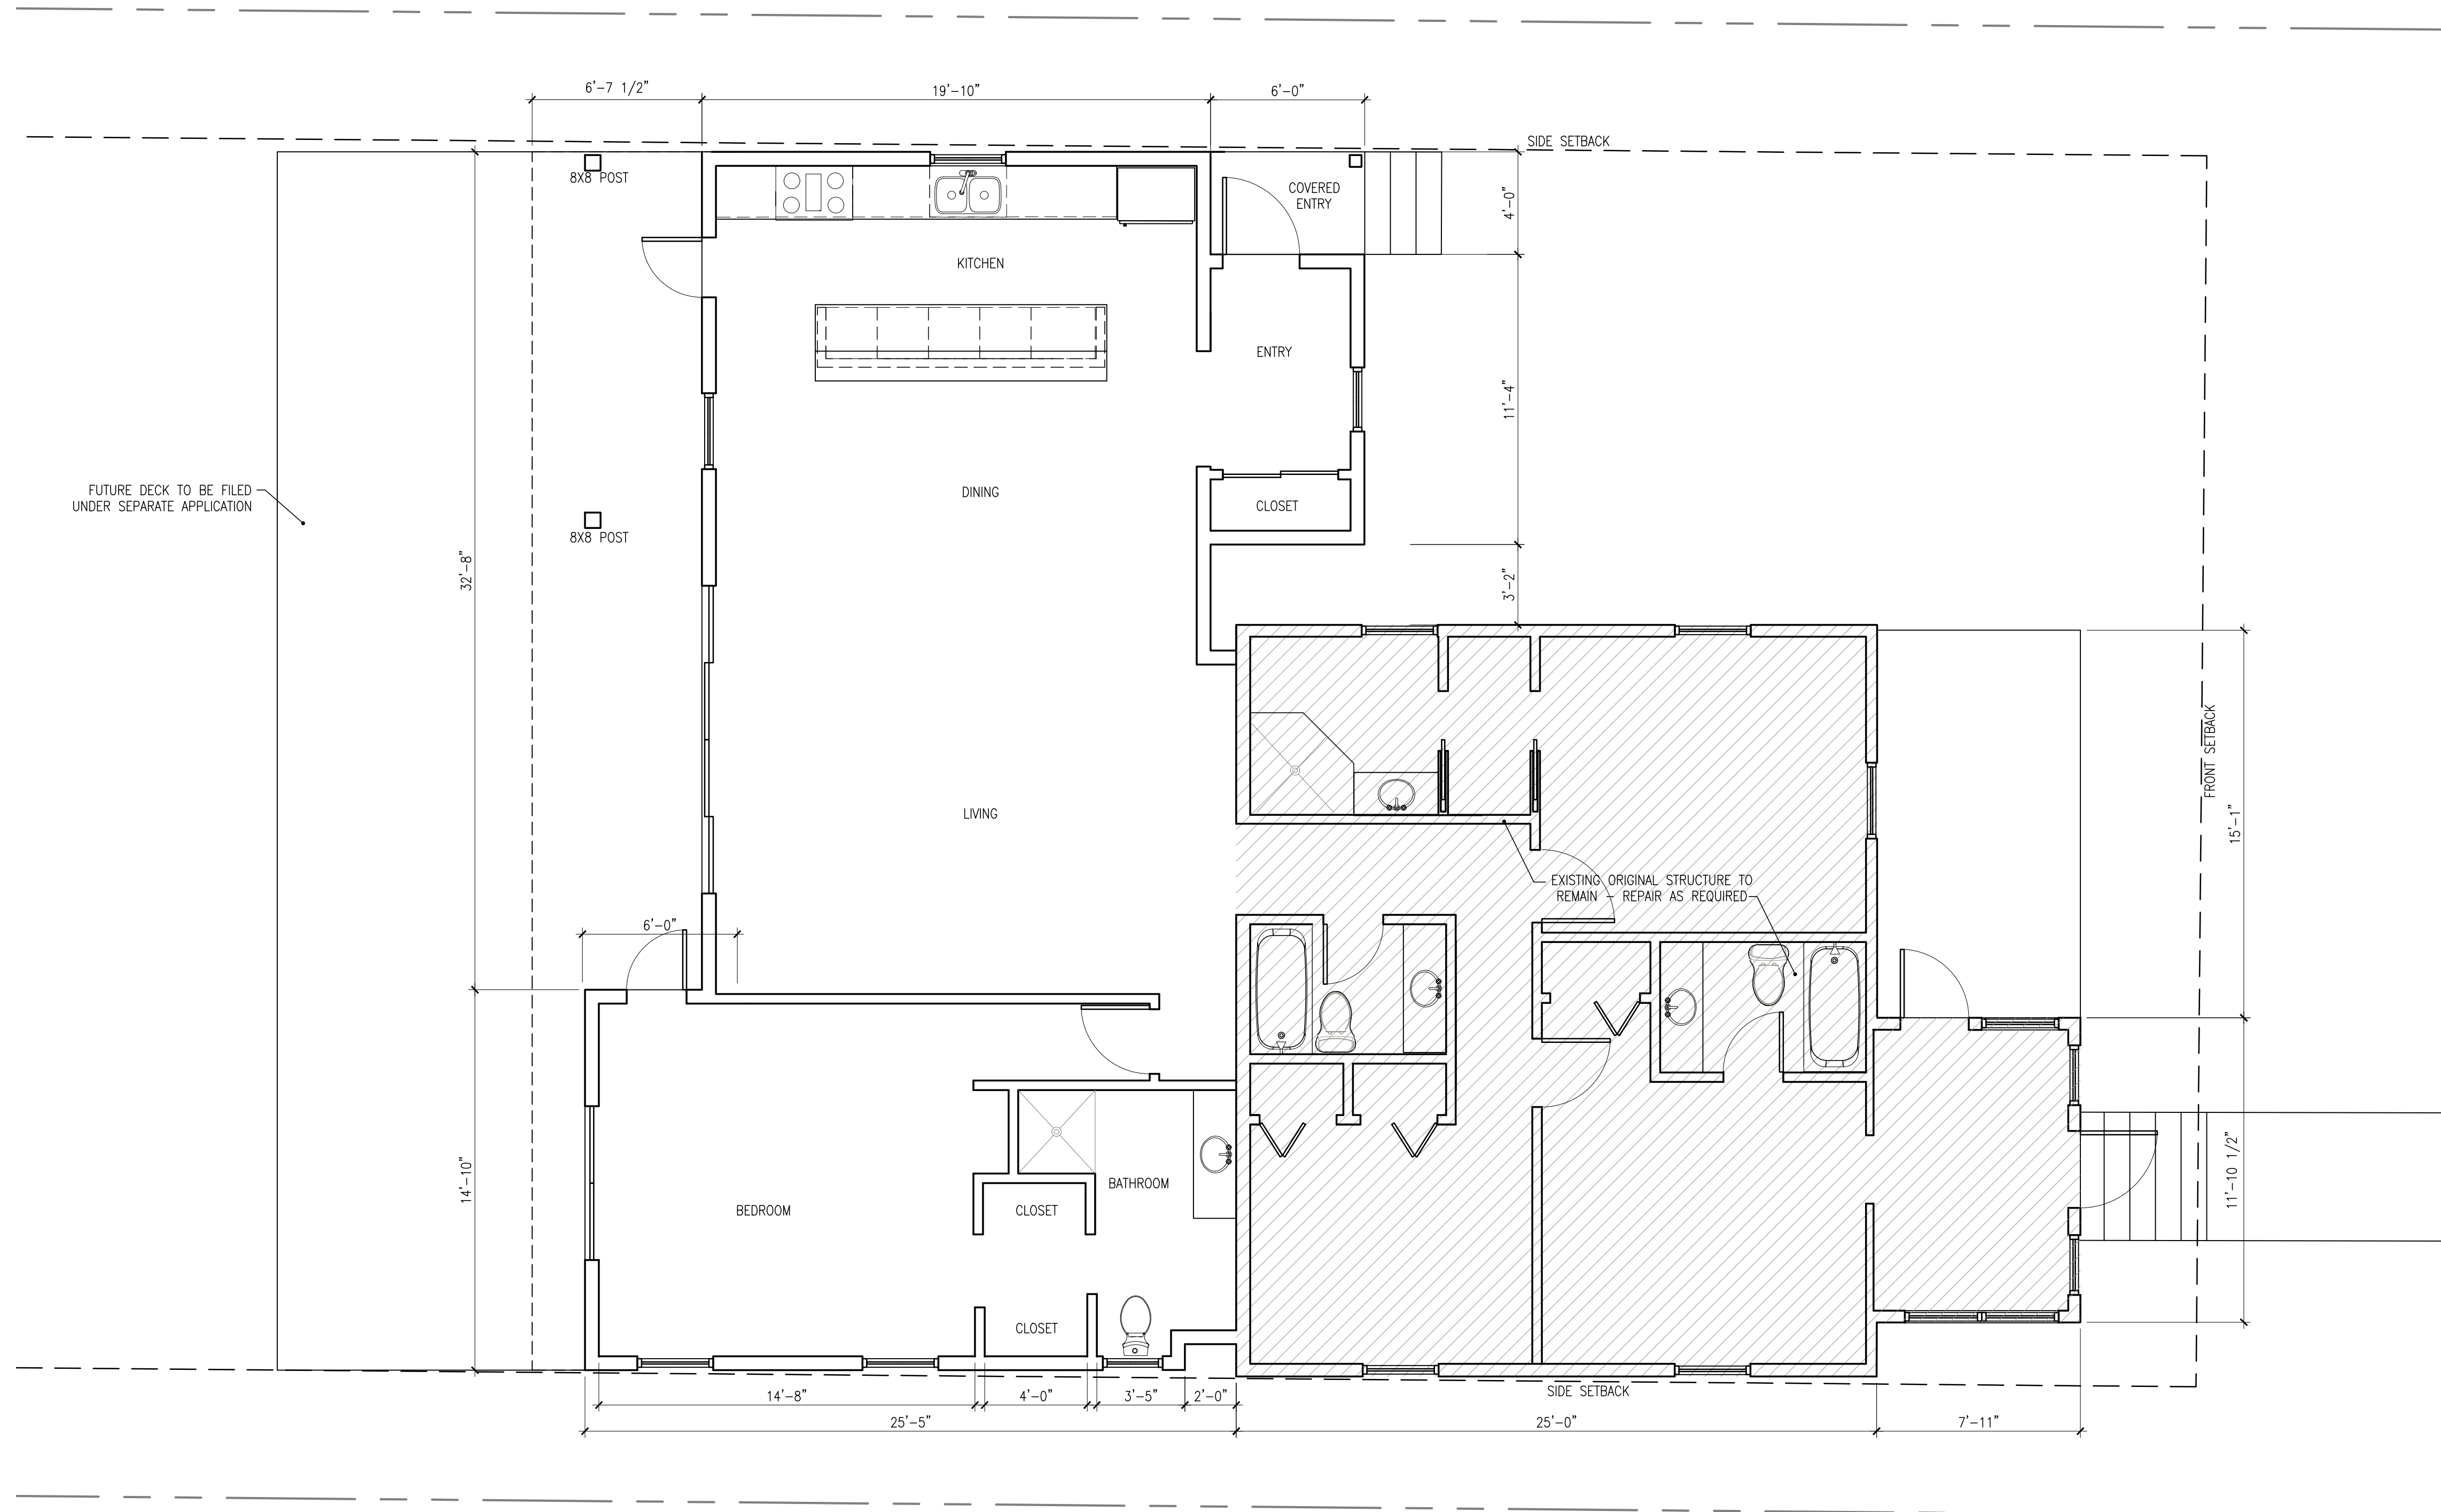 6'-7 1/2"
19'-10"
6'-0"
SIDE SETBACK
8X8 POST
COVERED
ENTRY
4'-0"
KITCHEN
ENTRY
11'-4"
FUTURE DECK TO BE FILED
UNDER SEPARATE APPLICATION
DINING
CLOSET
8X8 POST
32'-8"
3'-2"
FRONT SETBACK
LIVING
15'-1"
EXISTING ORIGINAL STRUCTURE TO
REMAIN - REPAIR AS REQUIRED
6'-0"
14'-10"
BEDROOM
CLOSET
BATHROOM
11'-10 1/2"
CLOSET
SIDE SETBACK
14'-8"
4'-0"
3'-5"
2'-0"
25'-5"
25'-0"
7'-11"